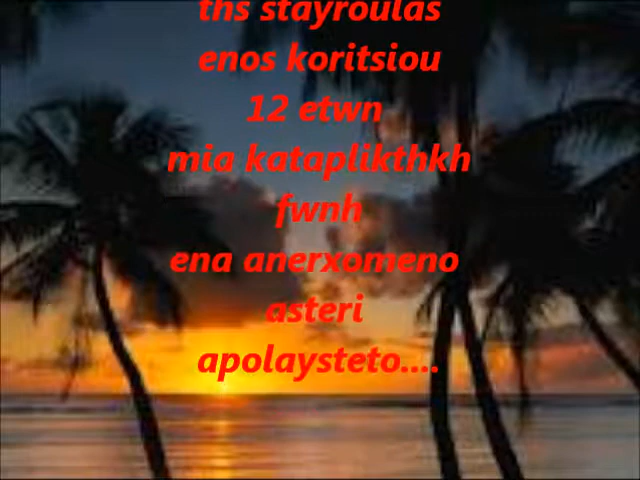 ths stayroulas
enos koritsiou
12 etwn
mia kataplikthkh
fwnh
ena anerxomeno
asteri
apolaysteto....